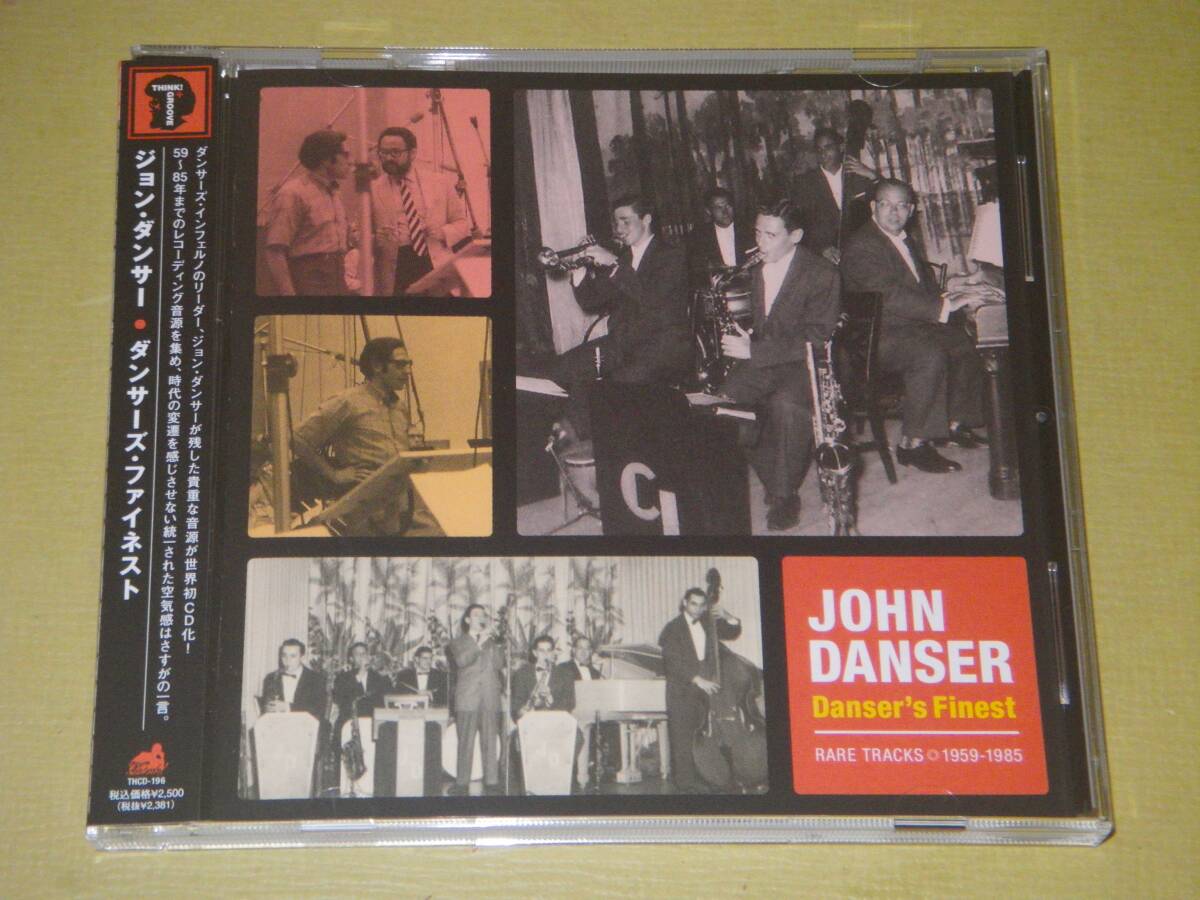 THINK!
+
GROOVE
ジョン・ダンサー●ダンサーズ・ファイネスト
ダンサーズ・インフェルノのリーダー、ジョン・ダンサーが残した貴重な音源が世界初CD化!
59〜85年までのレコーディング音源を集め、時代の変遷を感じさせない統一された空気感はさすがの一言。
THCD-196
税込価格¥2,500
(税抜¥2,381)
JOHN
DANSER
Danser's Finest
RARE TRACKS 1959-1985